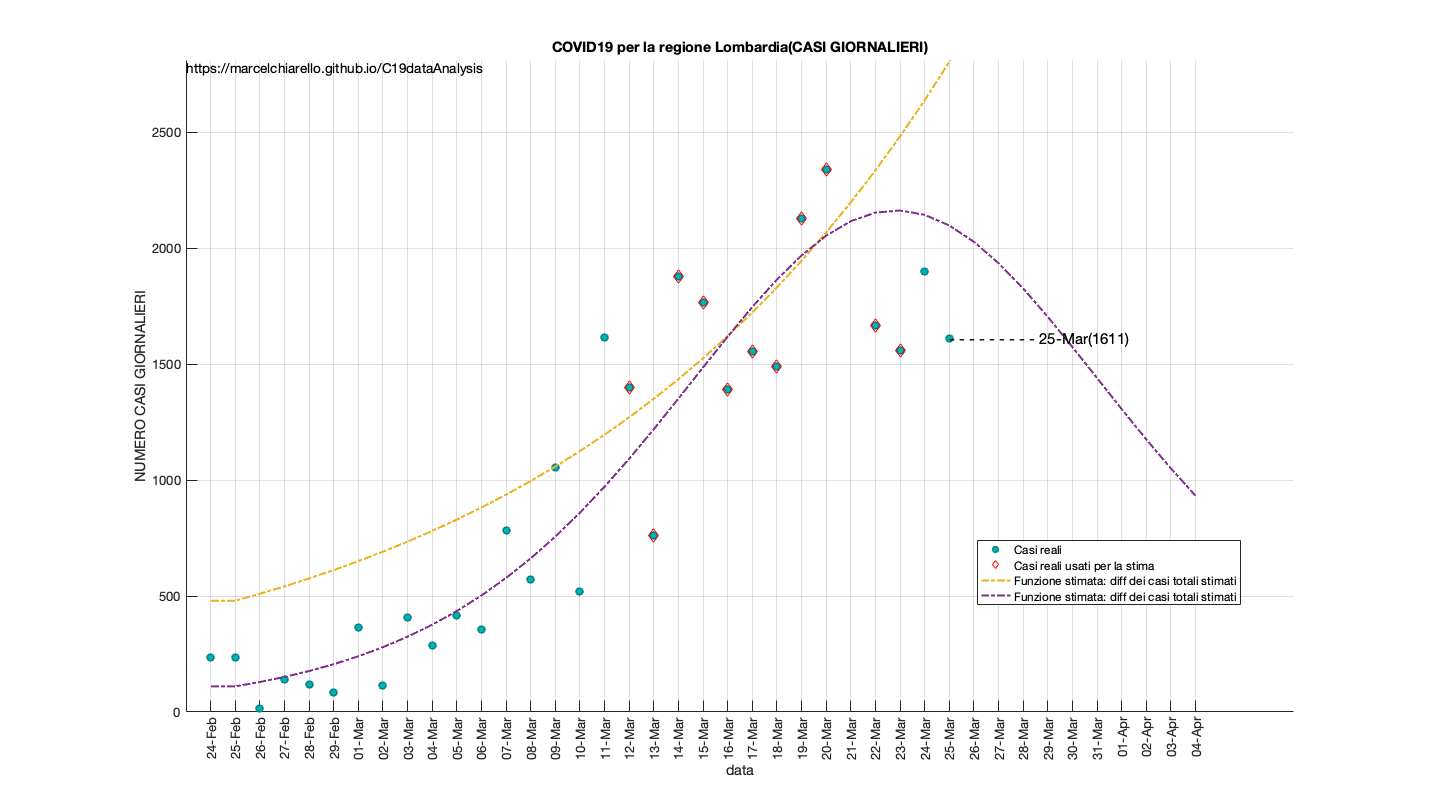 COVID19 per la regione Lombardia(CASI GIORNALIERI)
https://marcelchiarello.github.io/C19dataAnalysis
NUMERO CASI GIORNALIERI
2500
2000
1500
1000
500
0
25-Mar(1611)
Casi reali
Casi reali usati per la stima
Funzione stimata: diff dei casi totali stimati
Funzione stimata: diff dei casi totali stimati
24-Feb
25-Feb
26-Feb
27-Feb
28-Feb
29-Feb
01-Mar
02-Mar
03-Mar
04-Mar
05-Mar
06-Mar
07-Mar
08-Mar
09-Mar
10-Mar
11-Mar
12-Mar
13-Mar
14-Mar
15-Mar
16-Mar
17-Mar
18-Mar
19-Mar
20-Mar
21-Mar
22-Mar
23-Mar
24-Mar
25-Mar
26-Mar
27-Mar
28-Mar
29-Mar
30-Mar
31-Mar
01-Apr
02-Apr
03-Apr
04-Apr
data